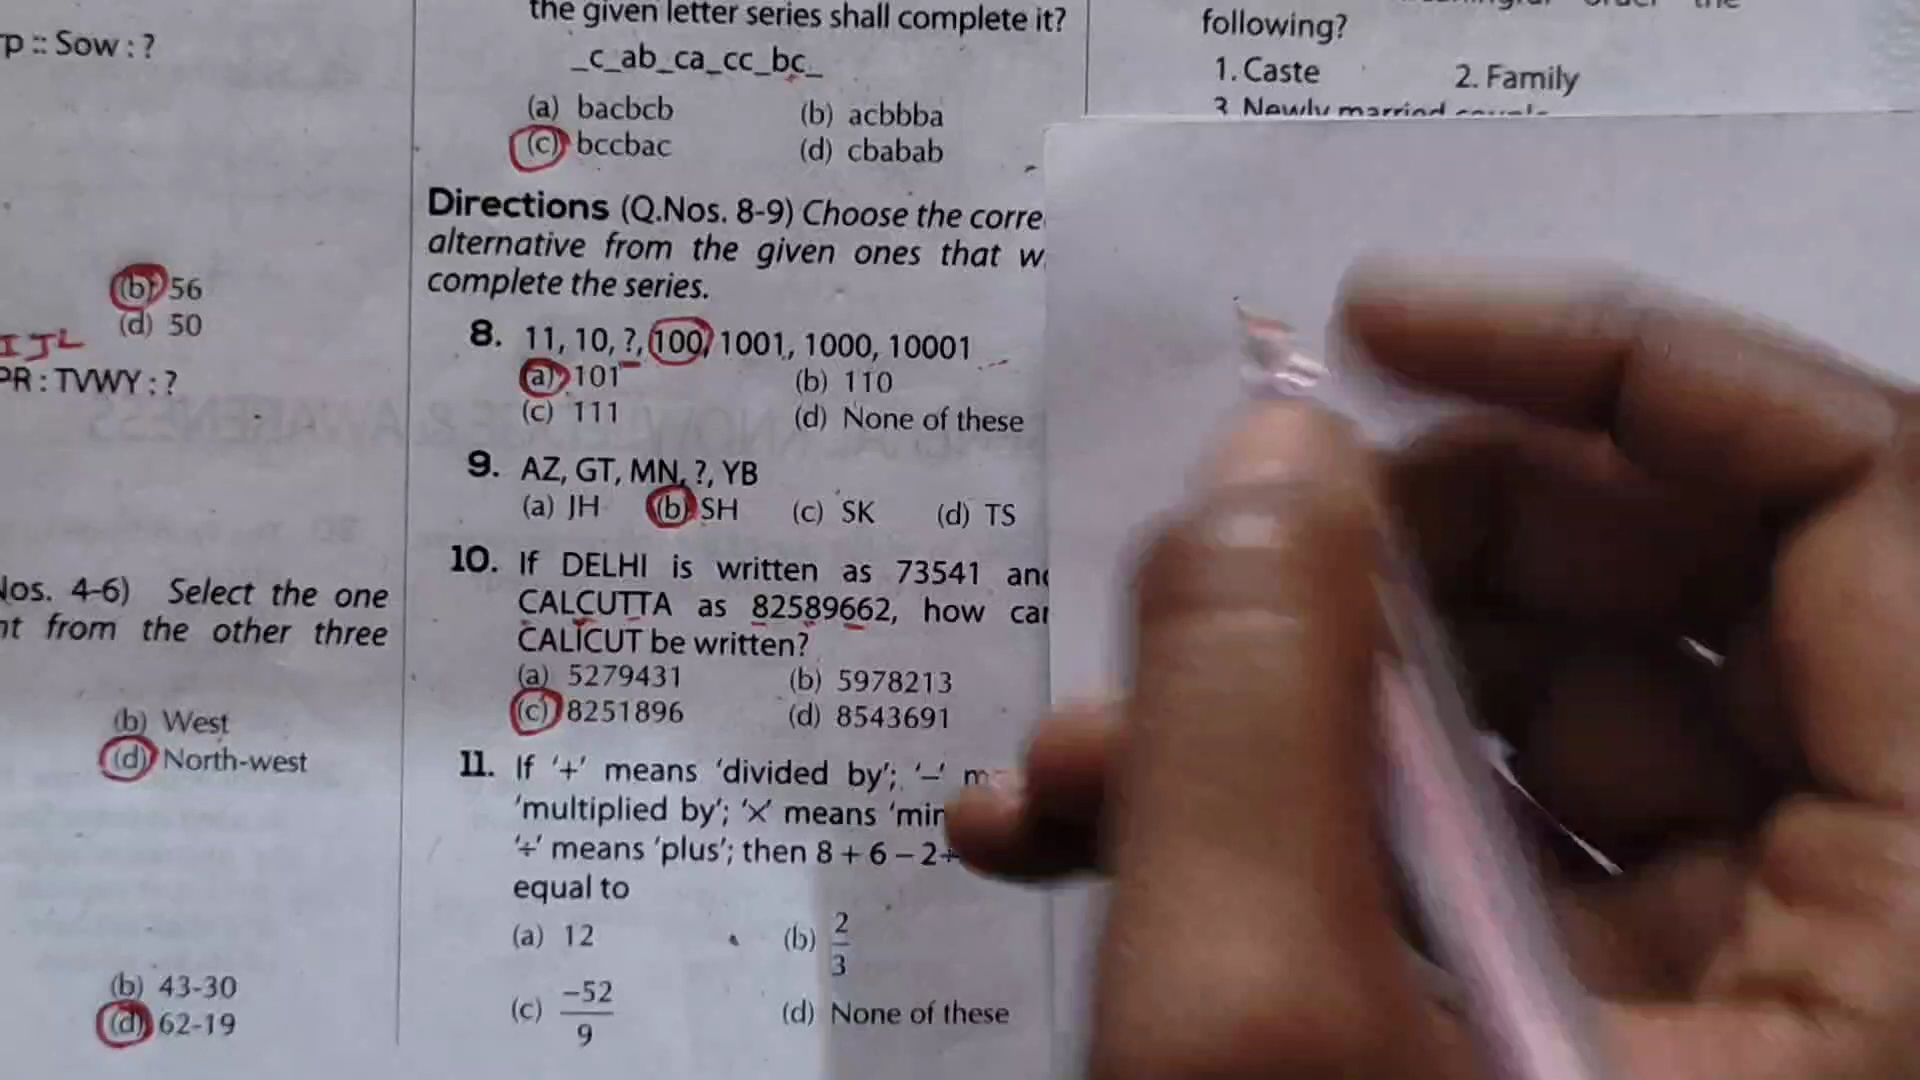 p :: Sow : ?
(b) 56
(d) 50
IJL
PR : TVWY : ?
Nos. 4-6) Select the one
from the other three
(b) West
(d) North-west
(b) 43-30
(d) 62-19
the given letter series shall complete it?
_c_ab_ca_cc_bc_
(a) bacbcb (b) acbbba
(c) bccbac (d) cbabab
Directions (Q.Nos. 8-9) Choose the
alternative from the given ones that
complete the series.
8. 11, 10, ?, 100, 1001, 1000, 10001
(a) 101 (b) 110
(c) 111 (d) None of these
9. AZ, GT, MN, ?, YB
(a) JH (b) SH (c) SK (d) TS
10. If DELHI is written as 73541
CALCUTTA as 82589662, how
CALICUT be written?
(a) 5279431 (b) 5978213
(c) 8251896 (d) 8543691
11. If ‘+’ means ‘divided by’; ‘–’
‘multiplied by’; ‘×’ means
‘÷’ means ‘plus’; then 8 + 6 – 2 ÷
equal to
(a) 12 (b) 2/3
(c) –52/9 (d) None of these
following?
1. Caste 2. Family
3. Newly married couple